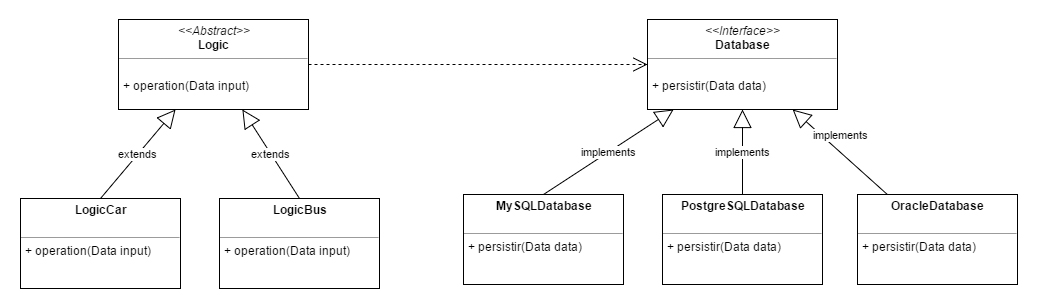 <<Abstract>>
Logic
+ operation(Data input)
<<Interface>>
Database
+ persistir(Data data)
extends
extends
implements
implements
implements
LogicCar
+ operation(Data input)
LogicBus
+ operation(Data input)
MySQLDatabase
+ persistir(Data data)
PostgreSQLDatabase
+ persistir(Data data)
OracleDatabase
+ persistir(Data data)